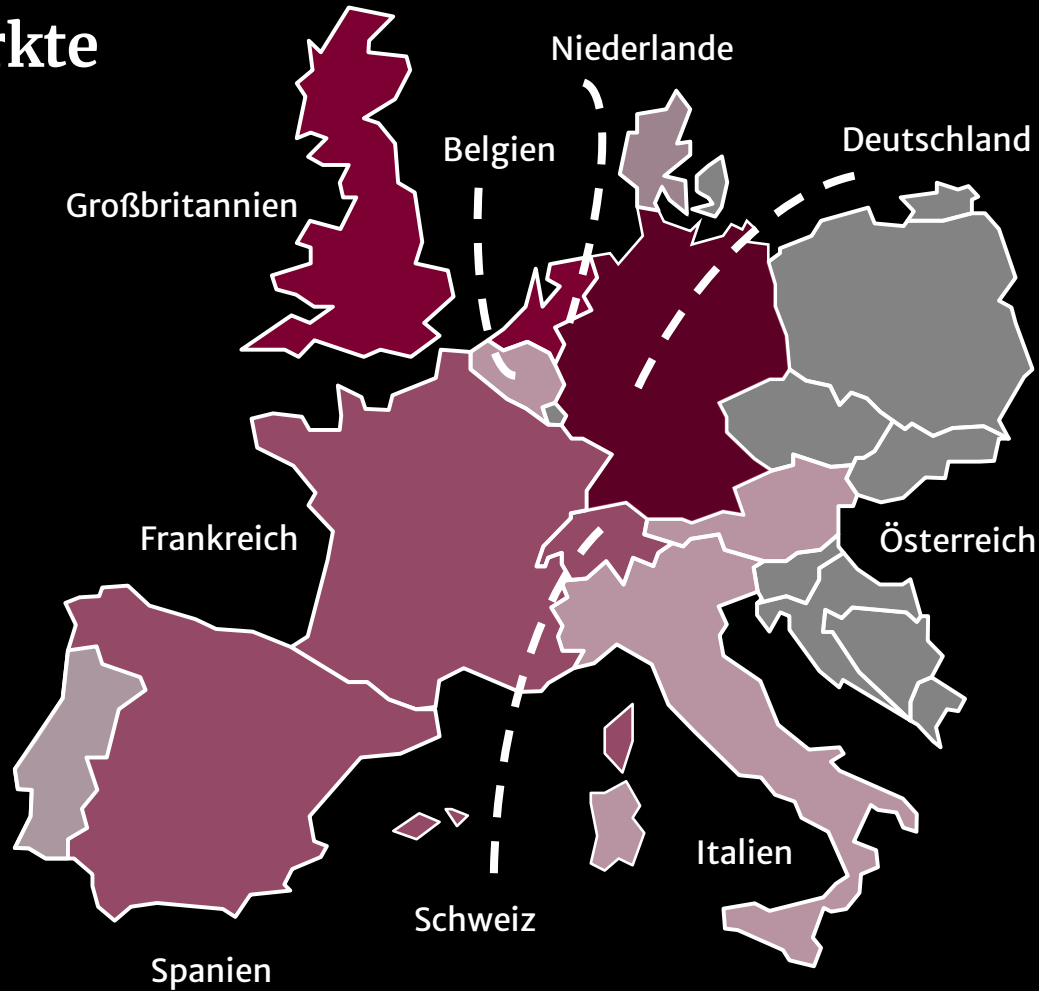 rkte
Niederlande
Deutschland
Belgien
Großbritannien
Frankreich
Österreich
Italien
Schweiz
Spanien